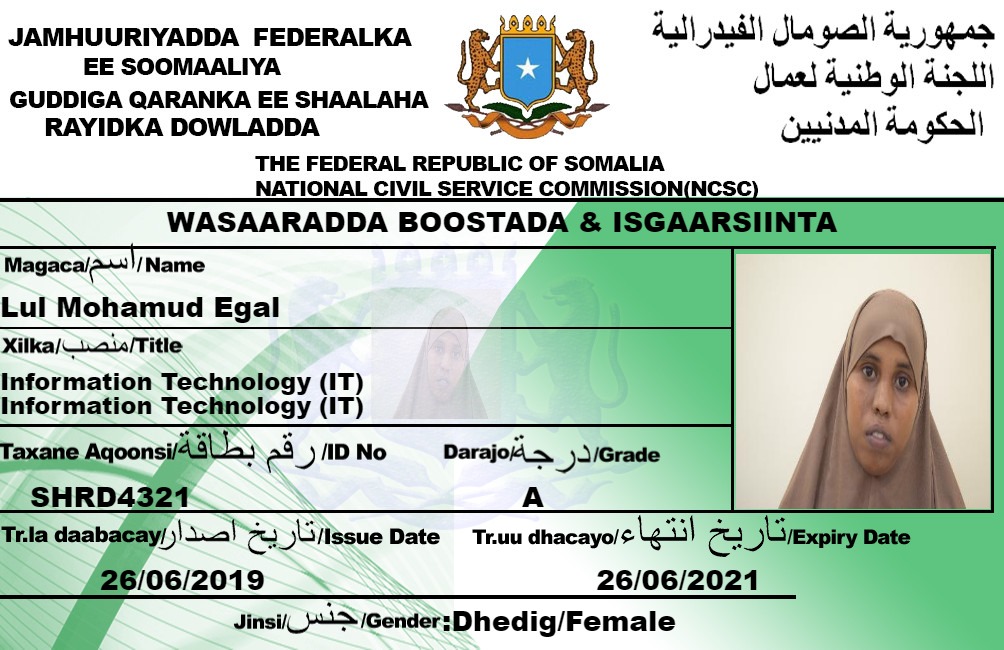 JAMHUURIYADDA FEDERALKA
EE SOOMAALIYA
GUDDIGA QARANKA EE SHAALAHA
RAYIDKA DOWLADDA
جمهورية الصومال الفيدرالية
اللجنة الوطنية لعمال
الحكومة المدنيين
THE FEDERAL REPUBLIC OF SOMALIA
NATIONAL CIVIL SERVICE COMMISSION(NCSC)
WASAARADDA BOOSTADA & ISGAARSIINTA
Magaca/اسم/Name
Lul Mohamud Egal
Xilka/منصب/Title
Information Technology (IT)
Information Technology (IT)
Taxane Aqoonsi/رقم بطاقة/ID No
SHRD4321
Darajo/درجة/Grade
A
Tr.la daabacay/تاريخ اصدار/Issue Date
26/06/2019
Tr.uu dhacayo/تاريخ انتهاء/Expiry Date
26/06/2021
Jinsi/جنس/Gender:Dhedig/Female